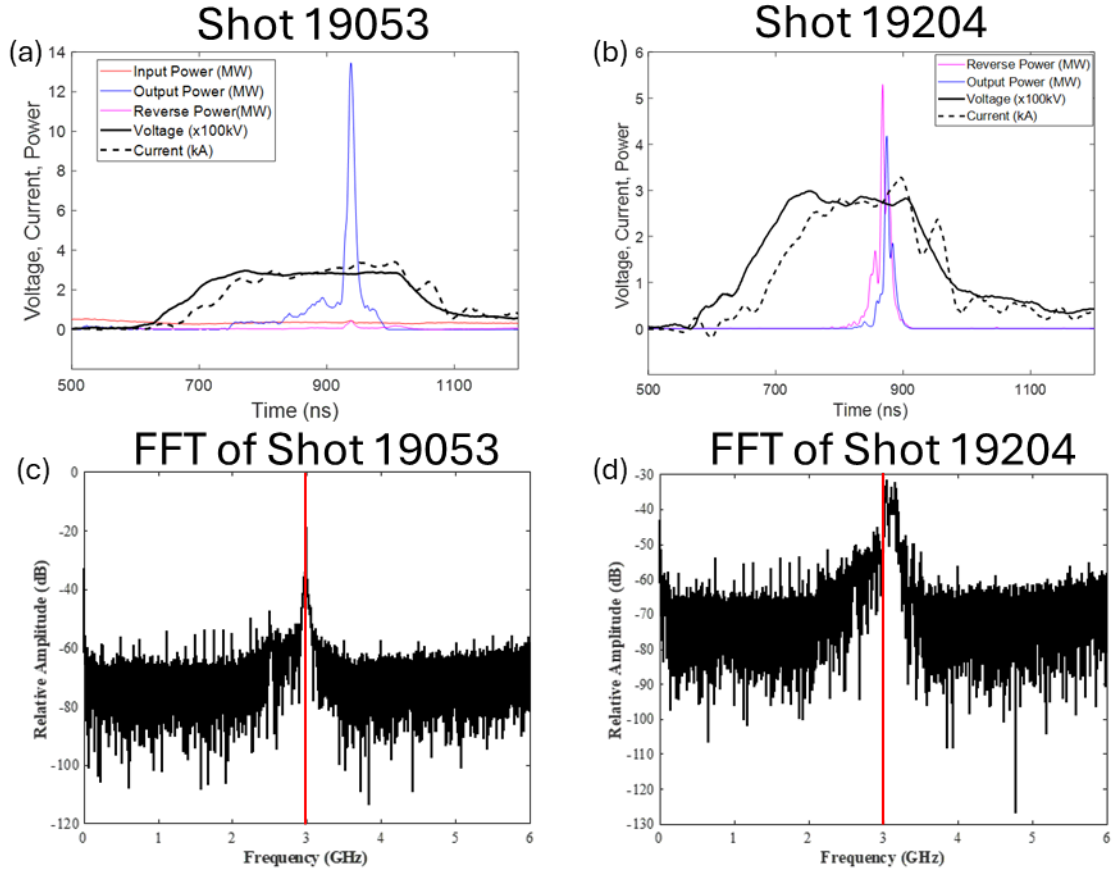 Shot 19053
Shot 19204
(a)
14
12
10
8
6
4
2
0
Voltage, Current, Power
Input Power (MW)
Output Power (MW)
Reverse Power(MW)
Voltage (x100kV)
Current (kA)
500
700
900
1100
Time (ns)
(b)
6
5
4
3
2
1
0
Voltage, Current, Power
Reverse Power (MW)
Output Power (MW)
Voltage (x100kV)
Current (kA)
500
700
900
1100
Time (ns)
FFT of Shot 19053
FFT of Shot 19204
(c)
0
-20
-40
-60
-80
-100
-120
Relative Amplitude (dB)
0
1
2
3
4
5
6
Frequency (GHz)
(d)
-30
-40
-50
-60
-70
-80
-90
-100
-110
-120
-130
Relative Amplitude (dB)
0
1
2
3
4
5
6
Frequency (GHz)